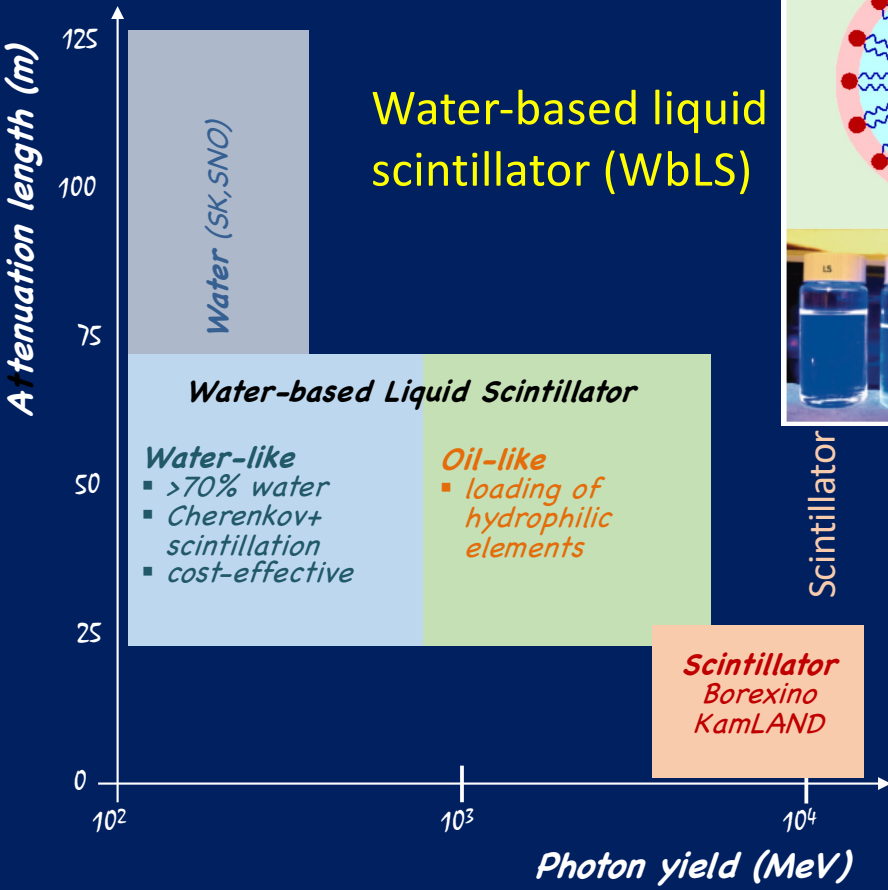 Water-based liquid
scintillator (WbLS)
Attenuation length (m)
125
100
75
50
25
0
Water (SK,SNO)
Water-based Liquid Scintillator
Water-like
▪ >70% water
▪ Cherenkov+
scintillation
▪ cost-effective
Oil-like
▪ loading of
hydrophilic
elements
LS
Scintillator
Scintillator
Borexino
KamLAND
10²
10³
10⁴
Photon yield (MeV)